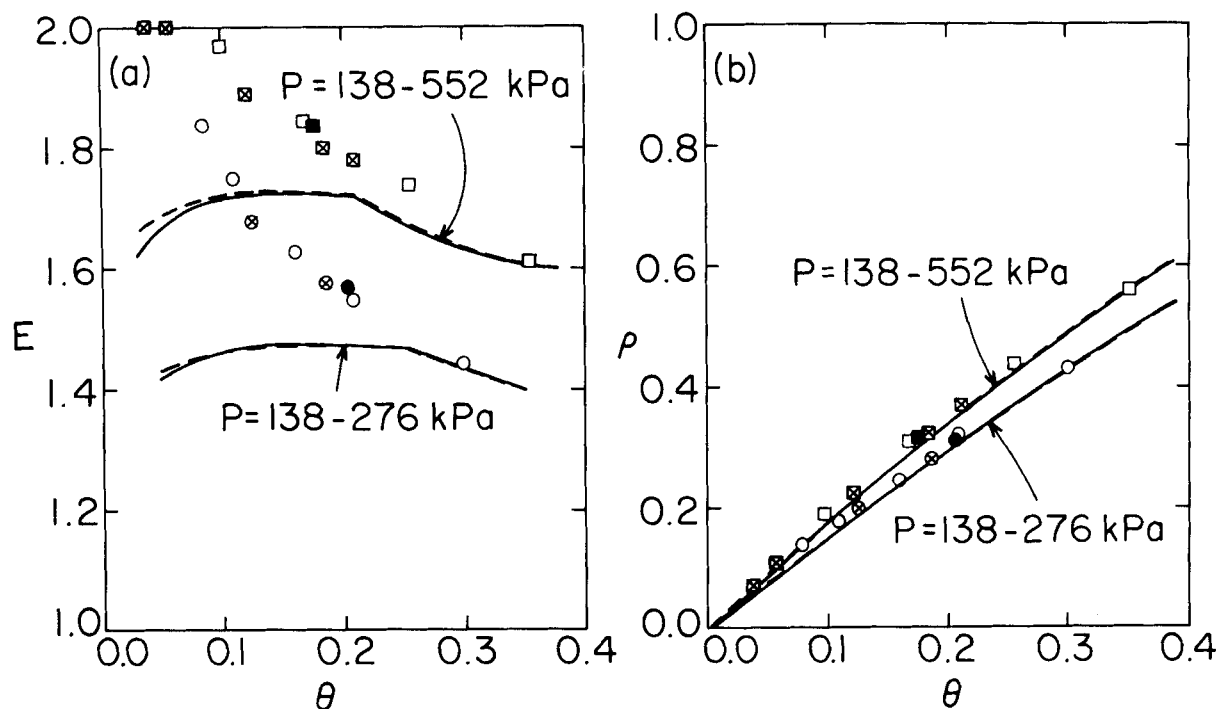 2.0
(a)
P = 138 - 552 kPa
1.8
1.6
E
1.4
P = 138 - 276 kPa
1.2
1.0
0.0 0.1 0.2 0.3 0.4
θ
1.0
(b)
0.8
0.6
P = 138 - 552 kPa
ρ
0.4
0.2
P = 138 - 276 kPa
0.0
0.0 0.1 0.2 0.3 0.4
θ